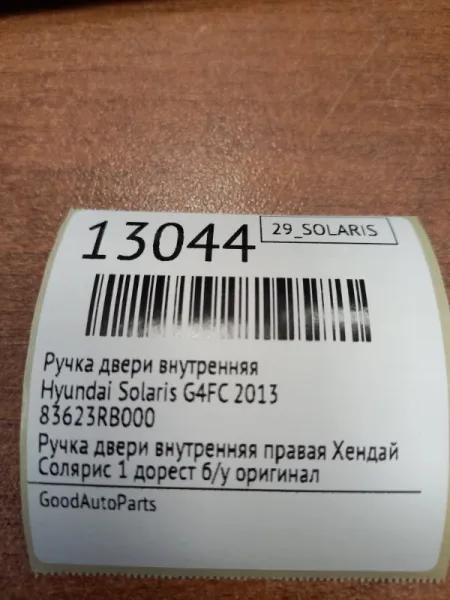 13044
29_SOLARIS
Ручка двери внутренняя
Hyundai Solaris G4FC 2013
83623RB000
Ручка двери внутренняя правая Хендай
Солярис 1 дорест б/у оригинал
GoodAutoParts